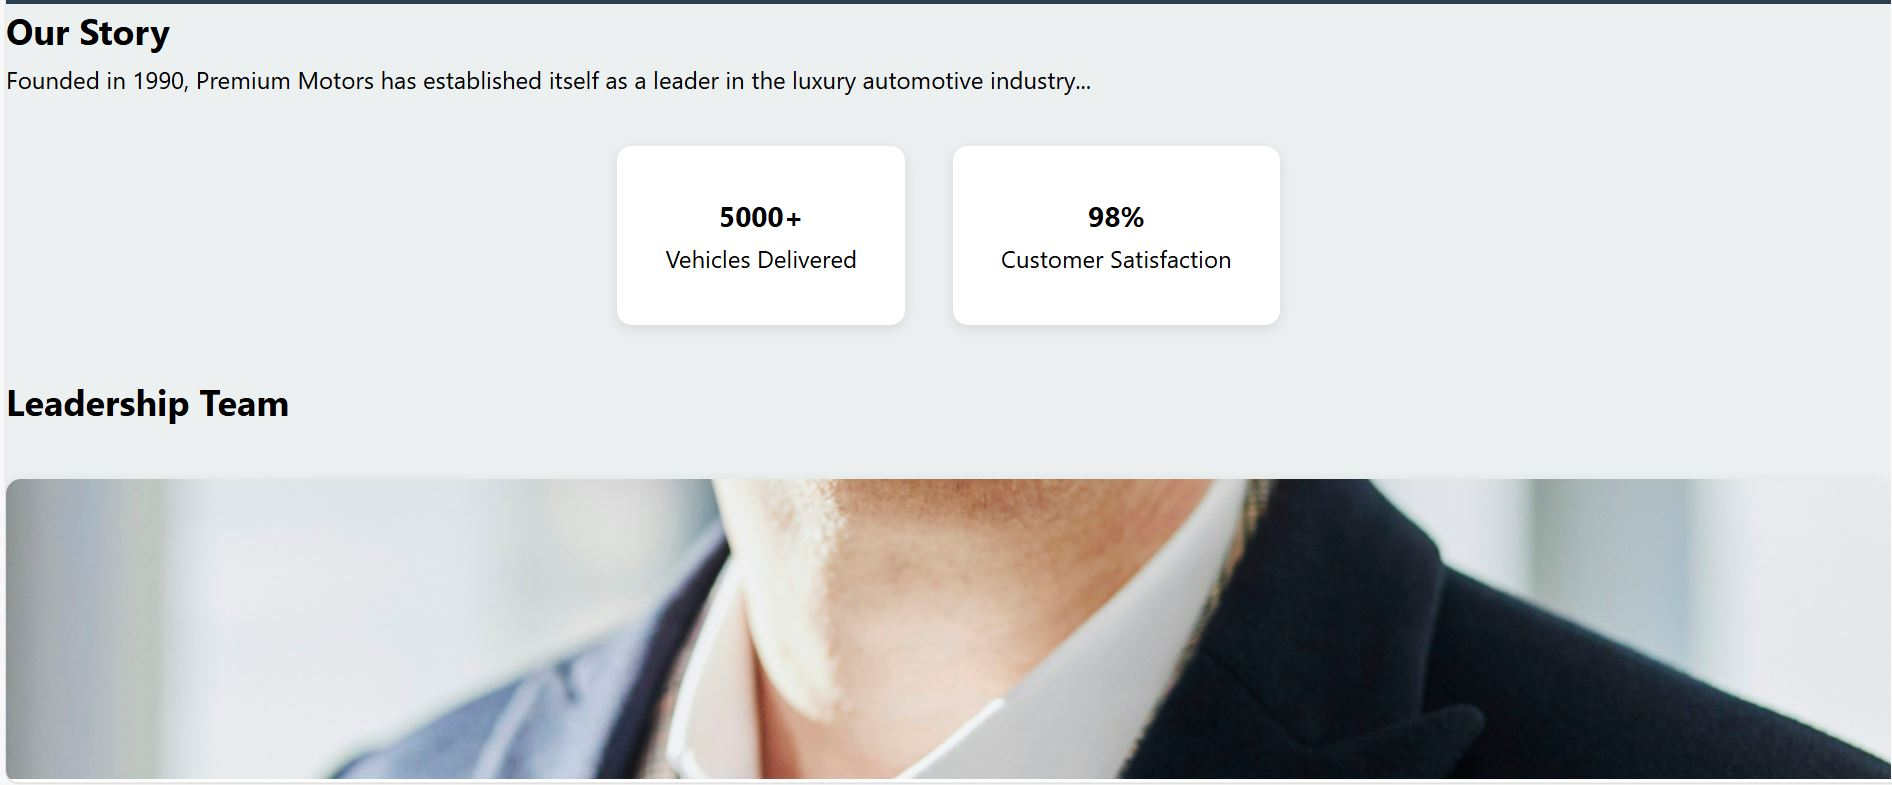 Our Story
Founded in 1990, Premium Motors has established itself as a leader in the luxury automotive industry...
5000+
Vehicles Delivered
98%
Customer Satisfaction
Leadership Team